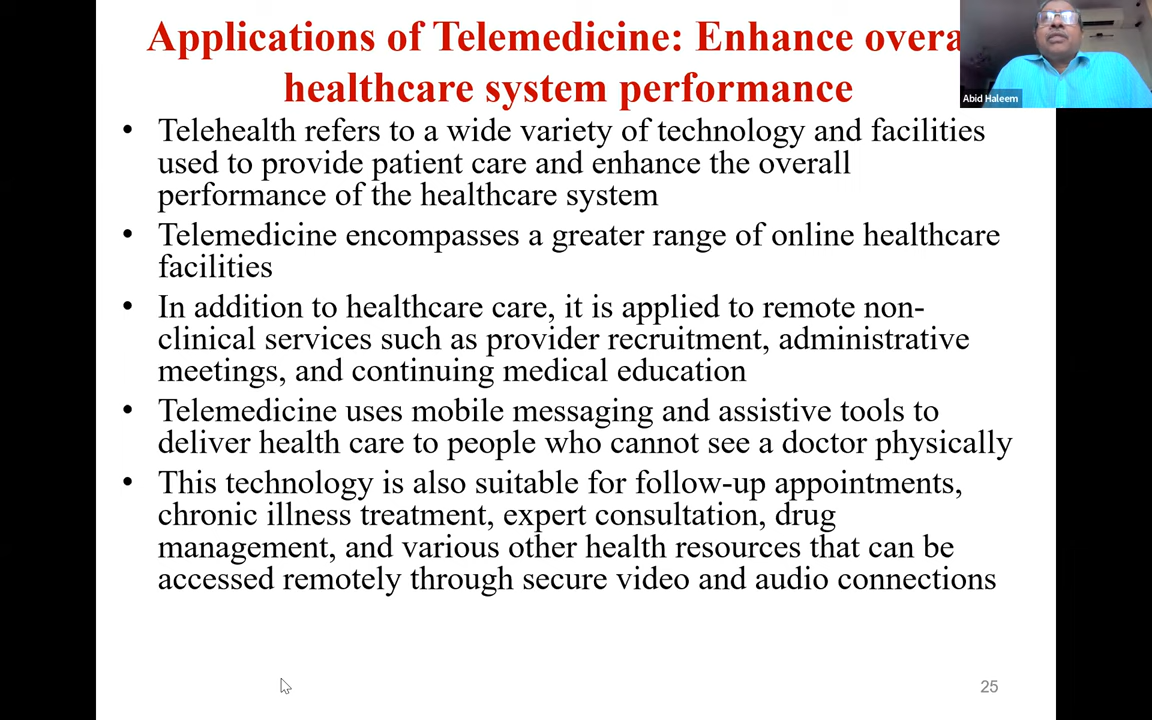 Applications of Telemedicine: Enhance overa
healthcare system performance
Abid Haleem
• Telehealth refers to a wide variety of technology and facilities
used to provide patient care and enhance the overall
performance of the healthcare system
• Telemedicine encompasses a greater range of online healthcare
facilities
• In addition to healthcare care, it is applied to remote non-
clinical services such as provider recruitment, administrative
meetings, and continuing medical education
• Telemedicine uses mobile messaging and assistive tools to
deliver health care to people who cannot see a doctor physically
• This technology is also suitable for follow-up appointments,
chronic illness treatment, expert consultation, drug
management, and various other health resources that can be
accessed remotely through secure video and audio connections
25